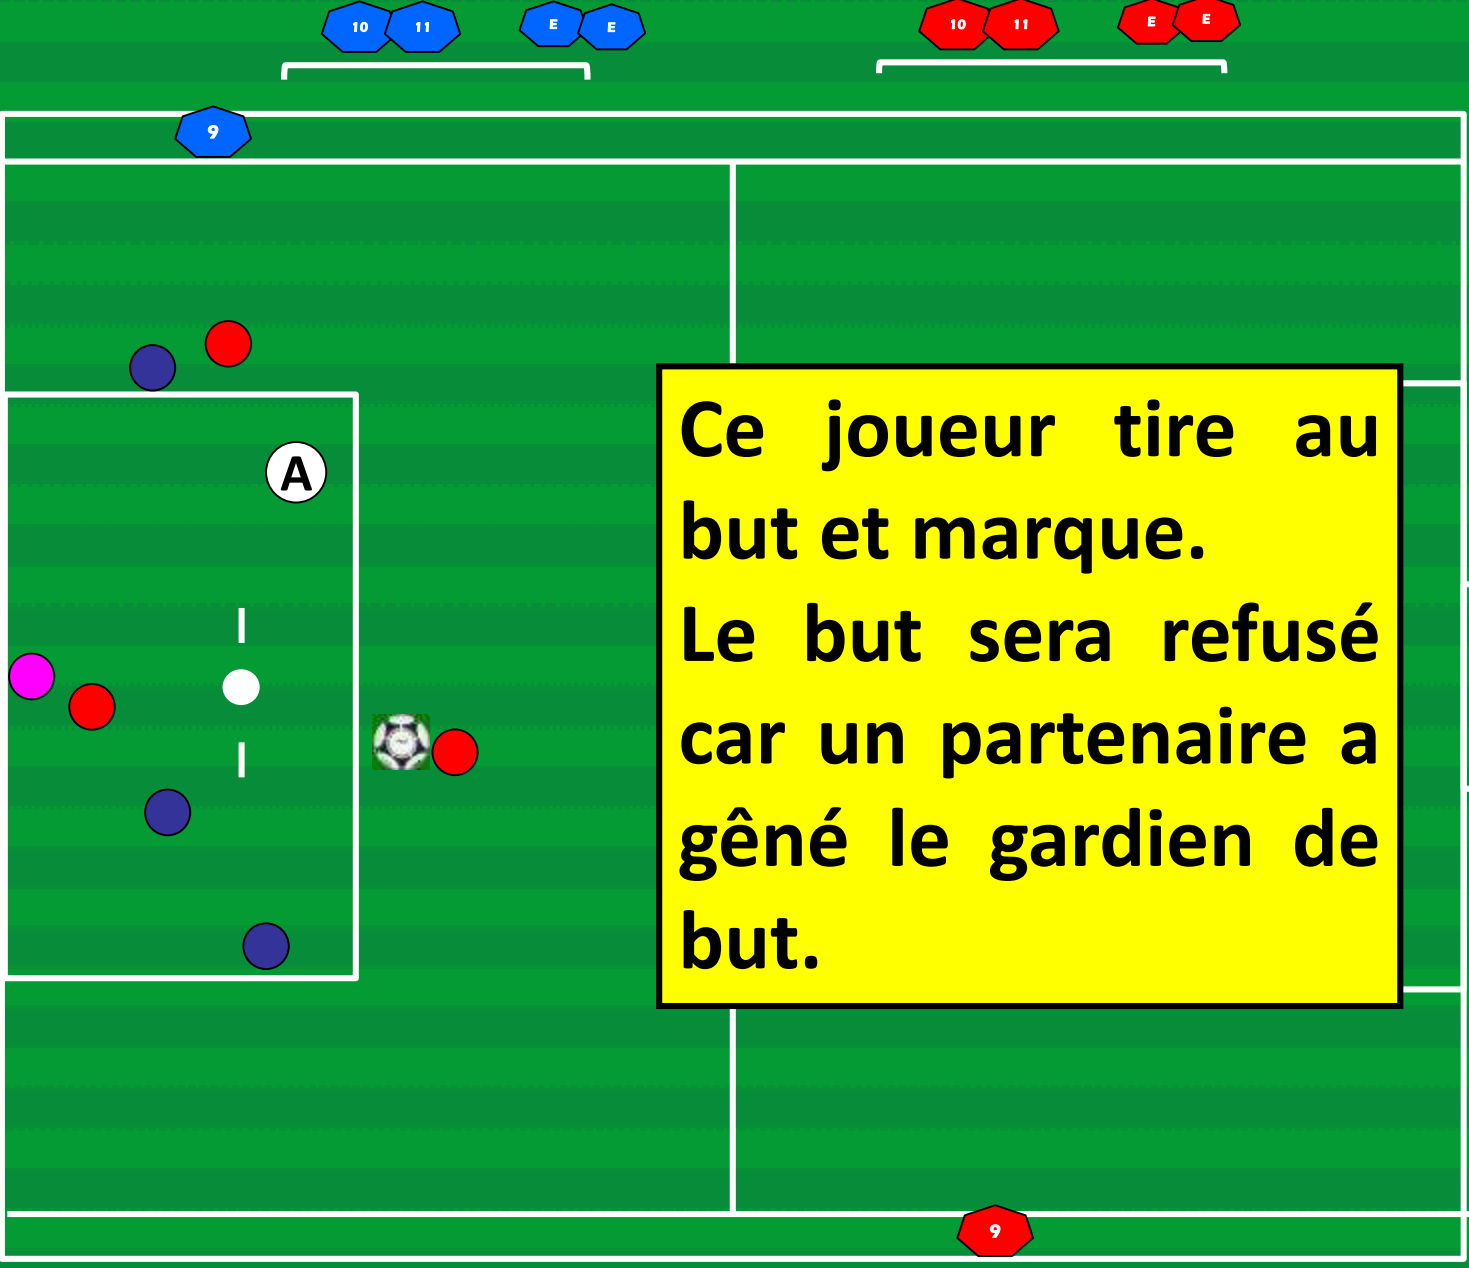 10 11 E E 10 11 E E
9
A
Ce joueur tire au
but et marque.
Le but sera refusé
car un partenaire a
gêné le gardien de
but.
9